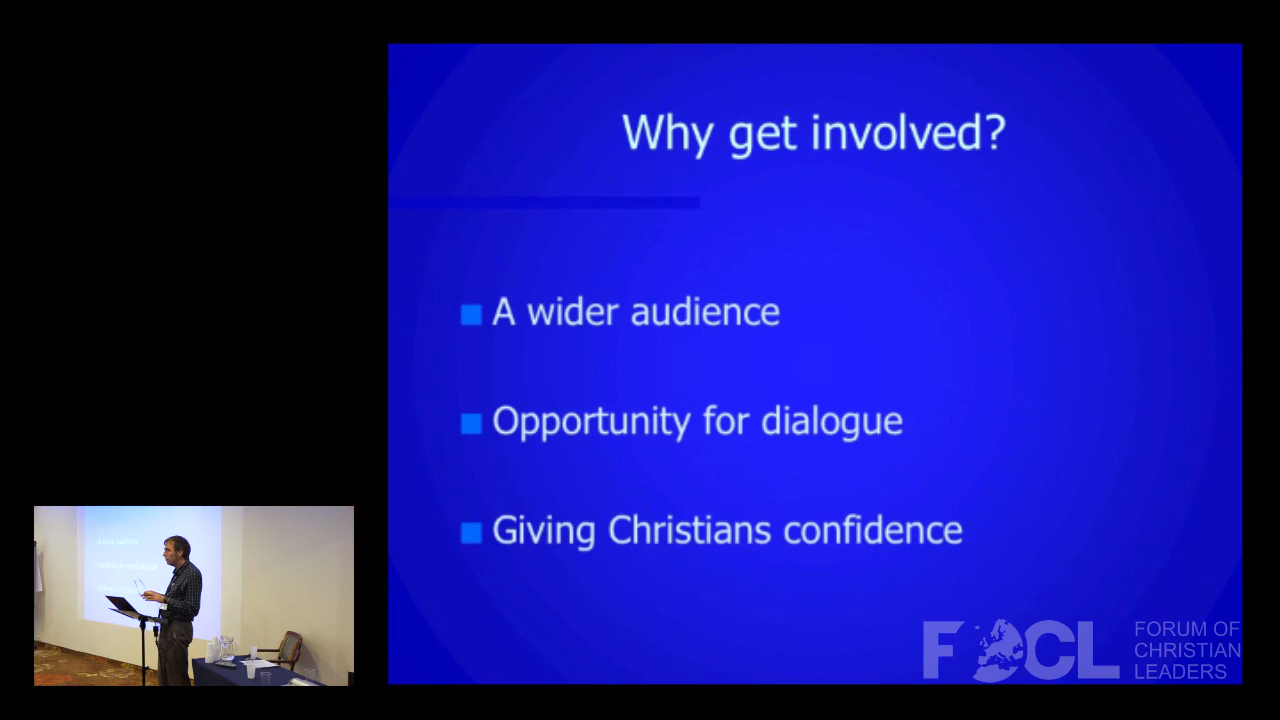 Why get involved?
A wider audience
Opportunity for dialogue
Giving Christians confidence
FOCL
FORUM OF
CHRISTIAN
LEADERS